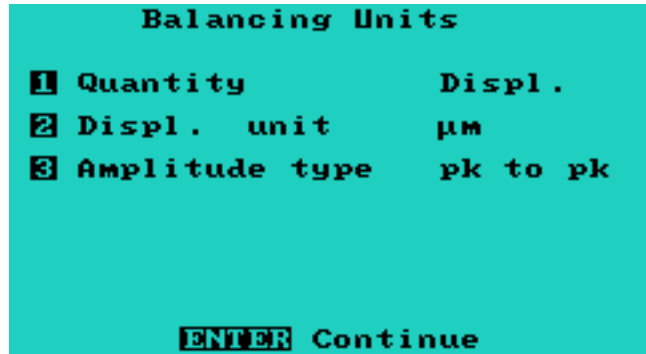 Balancing Units
1 Quantity Displ.
2 Displ. unit µm
3 Amplitude type pk to pk
ENTER Continue